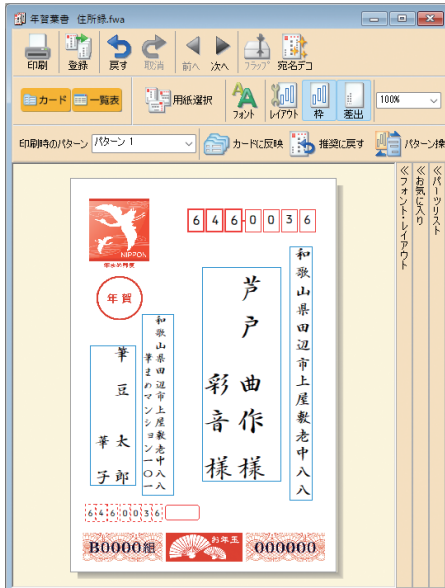 年賀葉書 住所録.fwa
印刷
登録
戻す
取消
前へ
次へ
フラップ
宛名デコ
カード
一覧表
用紙選択
フォント
レイアウト
枠
差出
100%
印刷時のパターン
パターン 1
カードに反映
推奨に戻す
パターン操
≪パーツリスト
≪お気に入り
≪フォント・レイアウト
NIPPON
年賀
6460036
和歌山県田辺市上屋敷老中八八
芦戸 曲作様
彩音様
和歌山県田辺市上屋敷老中八八
筆まめマンション一〇一
筆豆 太郎
華子
6460036
B0000組
お年玉
000000